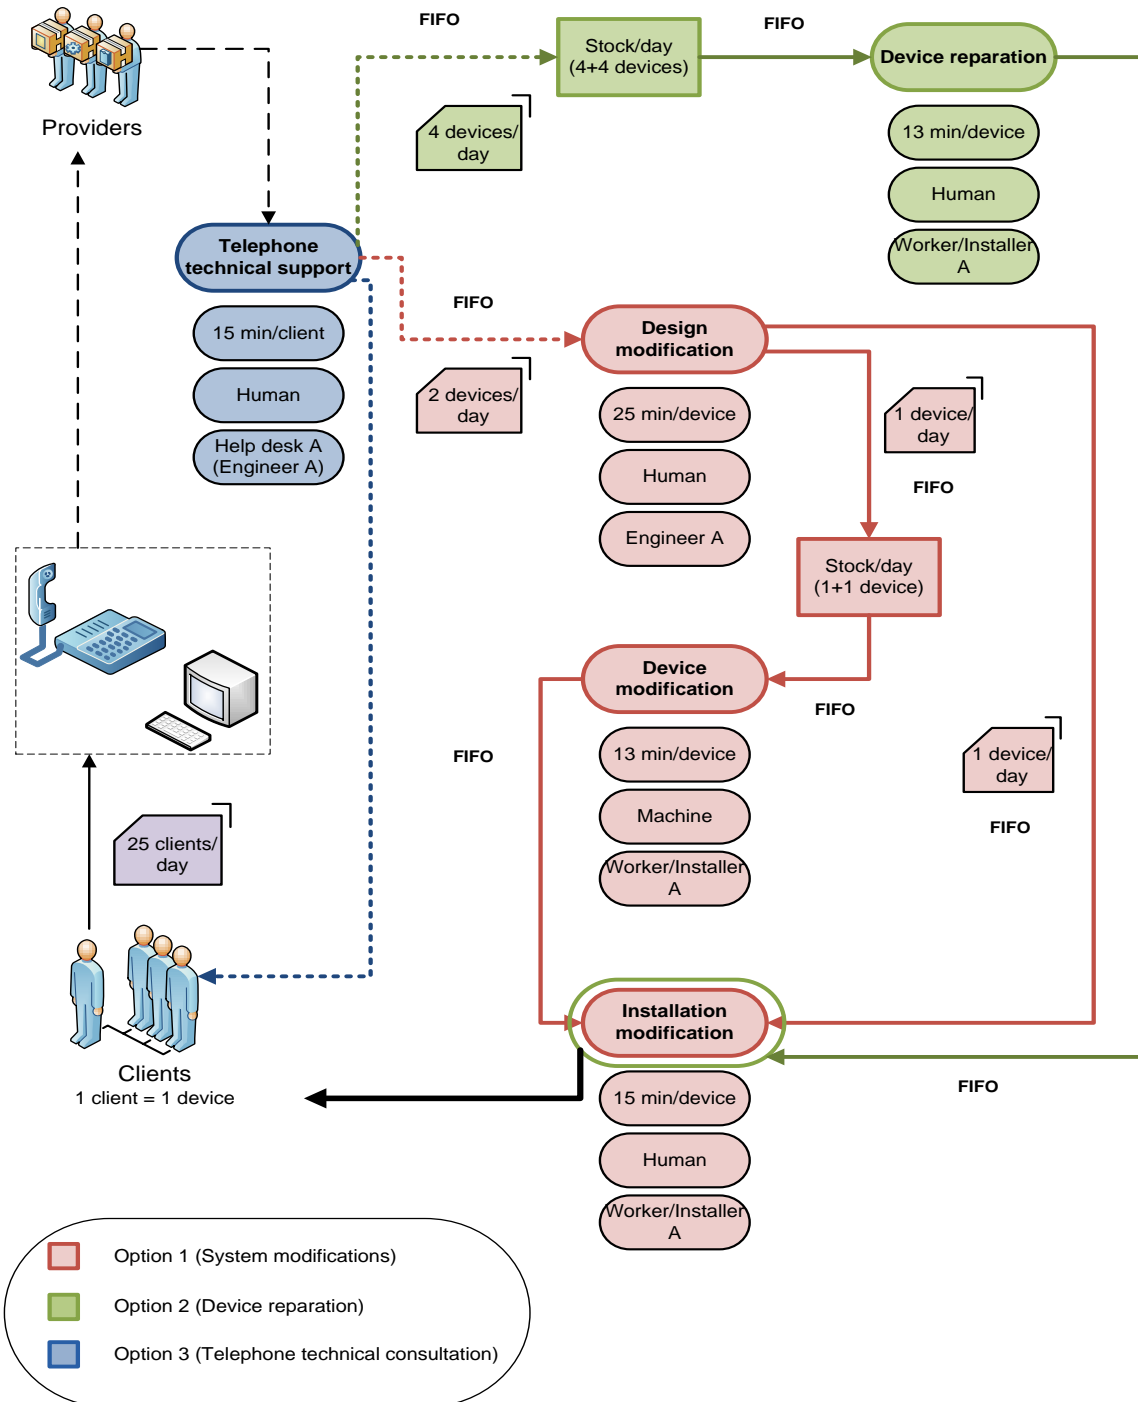 FIFO
FIFO
Stock/day
(4+4 devices)
Device reparation
Providers
4 devices/
day
13 min/device
Human
Worker/Installer
A
Telephone
technical support
FIFO
15 min/client
Human
Help desk A
(Engineer A)
Design
modification
2 devices/
day
25 min/device
Human
Engineer A
1 device/
day
FIFO
Stock/day
(1+1 device)
Device
modification
FIFO
FIFO
13 min/device
Machine
Worker/Installer
A
1 device/
day
FIFO
25 clients/
day
Installation
modification
Clients
1 client = 1 device
FIFO
15 min/device
Human
Worker/Installer
A
Option 1 (System modifications)
Option 2 (Device reparation)
Option 3 (Telephone technical consultation)